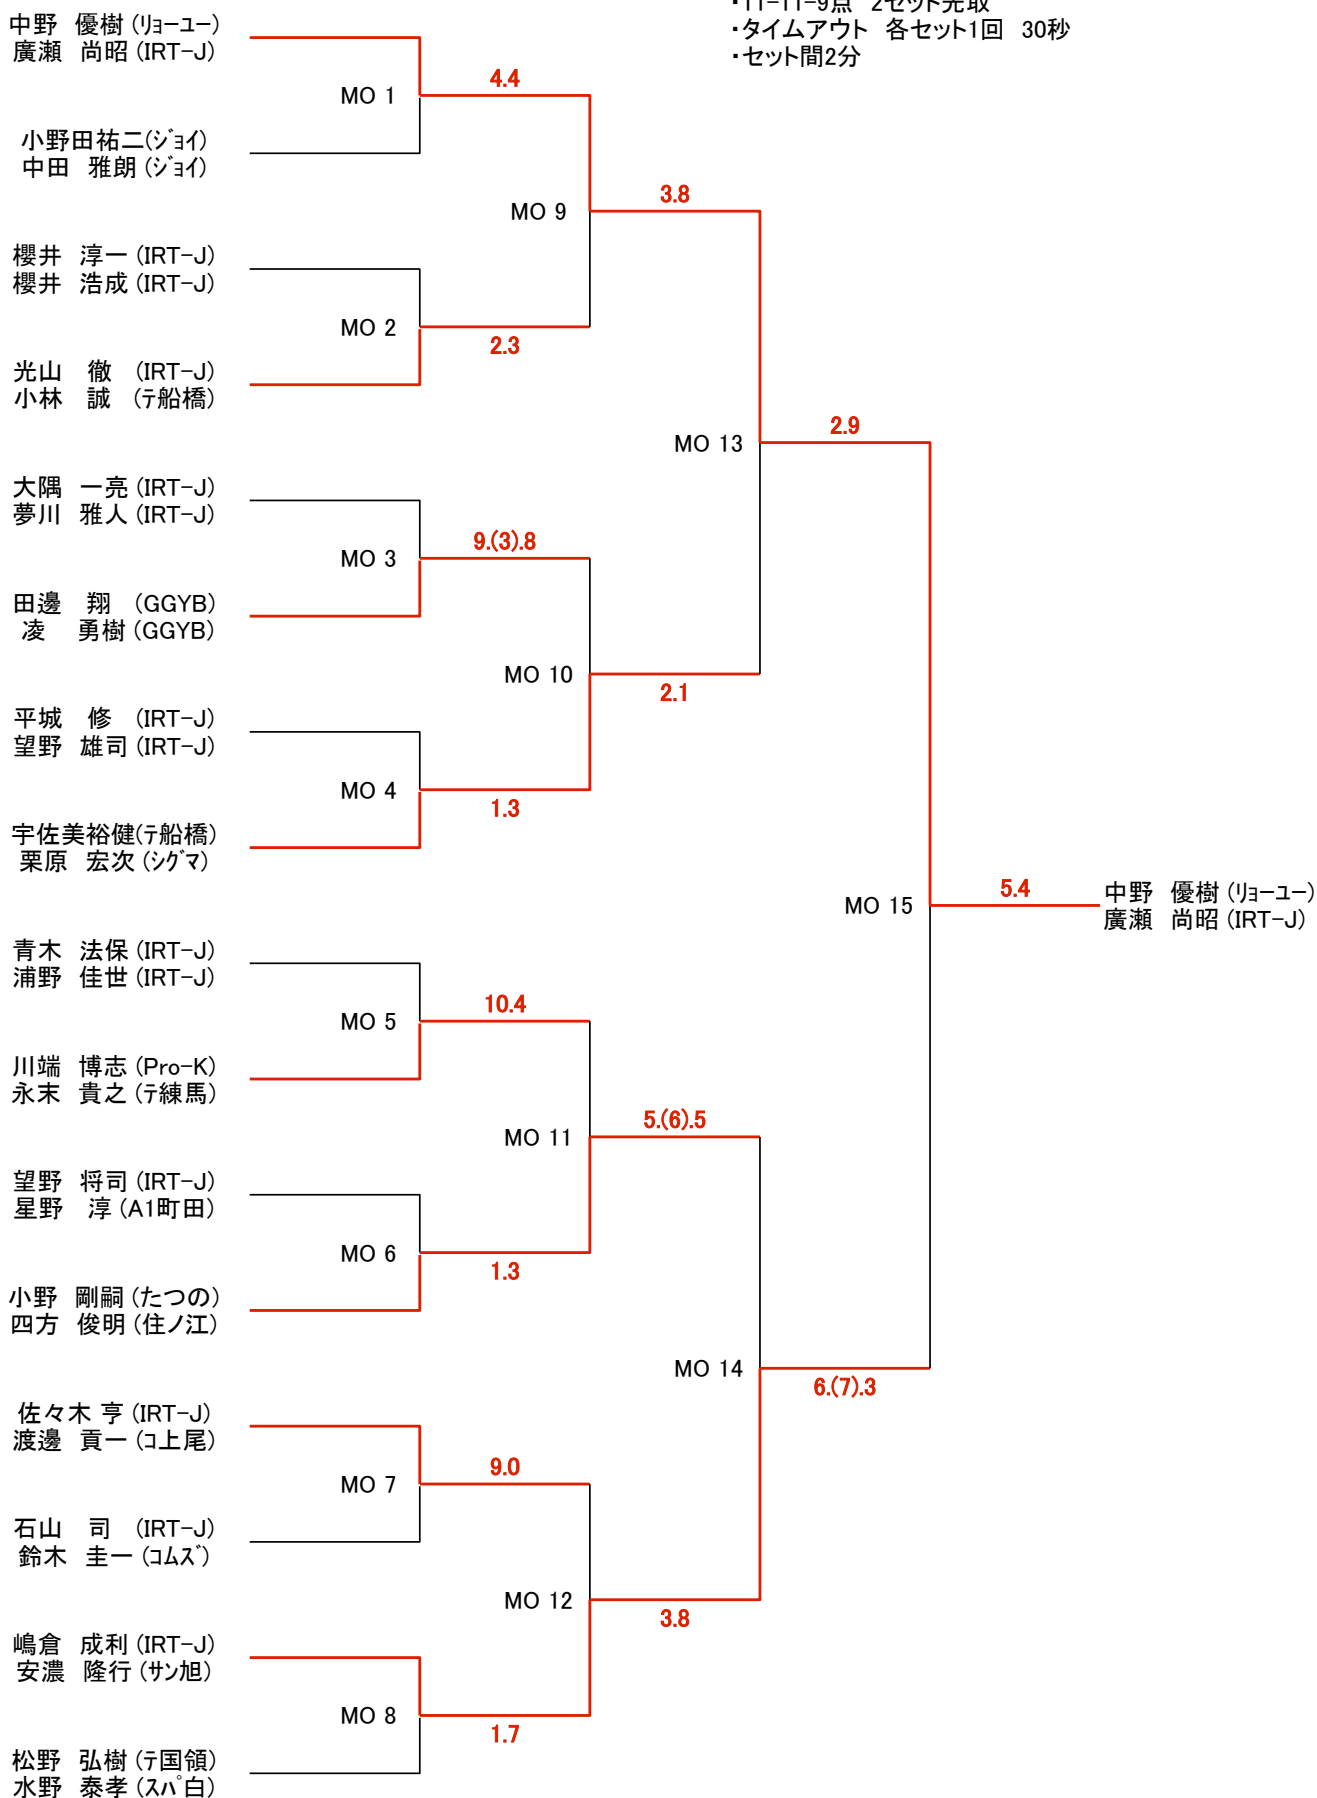 ・11-11-9点 2セット先取
・タイムアウト 各セット1回 30秒
・セット間2分
中野 優樹 (ﾘｮｰﾕｰ)
廣瀬 尚昭 (IRT-J)
MO 1
4.4
小野田祐二(ｼﾞｮｲ)
中田 雅朗 (ｼﾞｮｲ)
MO 9
3.8
櫻井 淳一 (IRT-J)
櫻井 浩成 (IRT-J)
MO 2
2.3
光山 徹 (IRT-J)
小林 誠 (ﾃ船橋)
MO 13
2.9
大隅 一亮 (IRT-J)
夢川 雅人 (IRT-J)
MO 3
9.(3).8
田邊 翔 (GGYB)
凌 勇樹 (GGYB)
MO 10
2.1
平城 修 (IRT-J)
望野 雄司 (IRT-J)
MO 4
1.3
宇佐美裕健(ﾃ船橋)
栗原 宏次 (ｼｸﾞﾏ)
MO 15
5.4
中野 優樹 (ﾘｮｰﾕｰ)
廣瀬 尚昭 (IRT-J)
青木 法保 (IRT-J)
浦野 佳世 (IRT-J)
MO 5
10.4
川端 博志 (Pro-K)
永末 貴之 (ﾃ練馬)
MO 11
5.(6).5
望野 将司 (IRT-J)
星野 淳 (A1町田)
MO 6
1.3
小野 剛嗣 (たつの)
四方 俊明 (住ノ江)
MO 14
6.(7).3
佐々木 亨 (IRT-J)
渡邊 貢一 (ｺ上尾)
MO 7
9.0
石山 司 (IRT-J)
鈴木 圭一 (ｺﾑｽﾞ)
MO 12
3.8
嶋倉 成利 (IRT-J)
安濃 隆行 (ｻﾝ旭)
MO 8
1.7
松野 弘樹 (ﾃ国領)
水野 泰孝 (ｽﾊﾟ白)